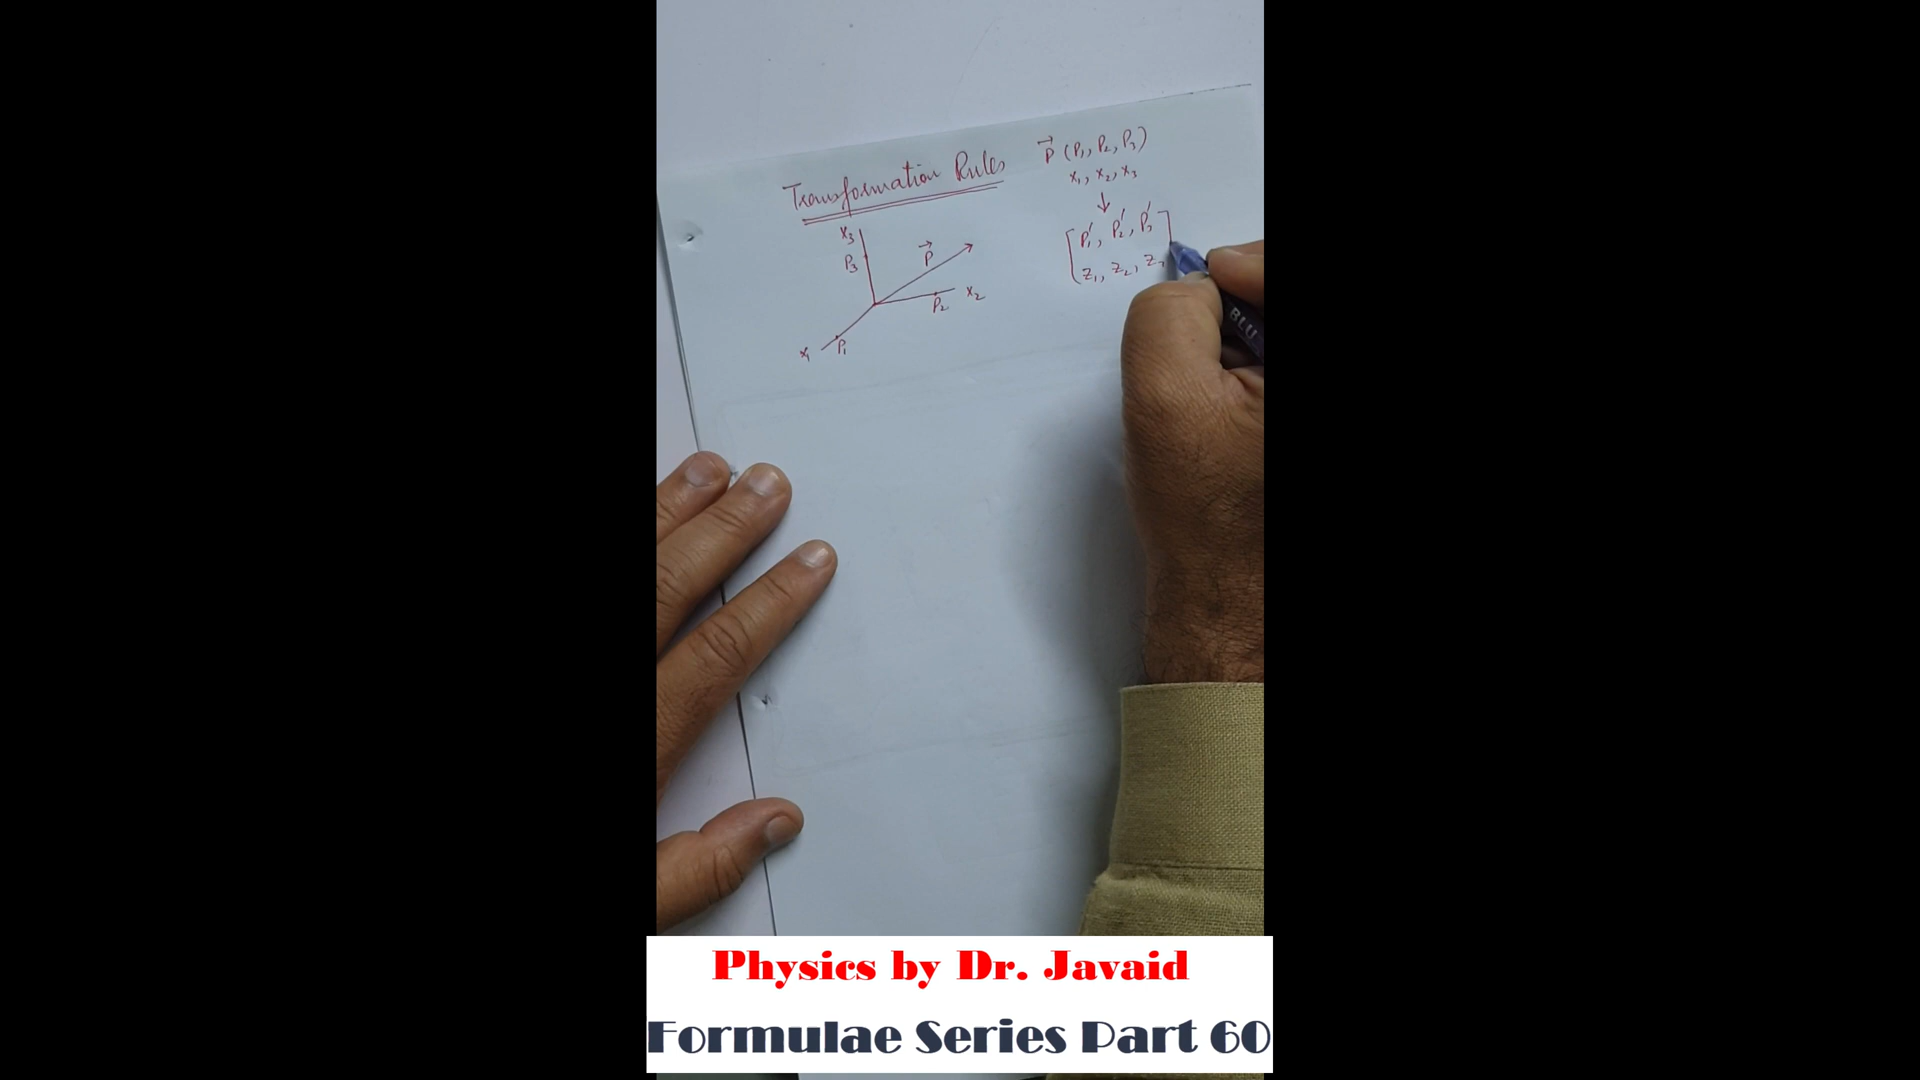 Transformation Rules
P⃗ (P₁, P₂, P₃)
x₁, x₂, x₃
↓
[P₁′, P₂′, P₃′]
z₁, z₂, z₃
x₃
P₃
P⃗
x₂
P₂
x₁
P₁
BLU
Physics by Dr. Javaid
Formulae Series Part 60